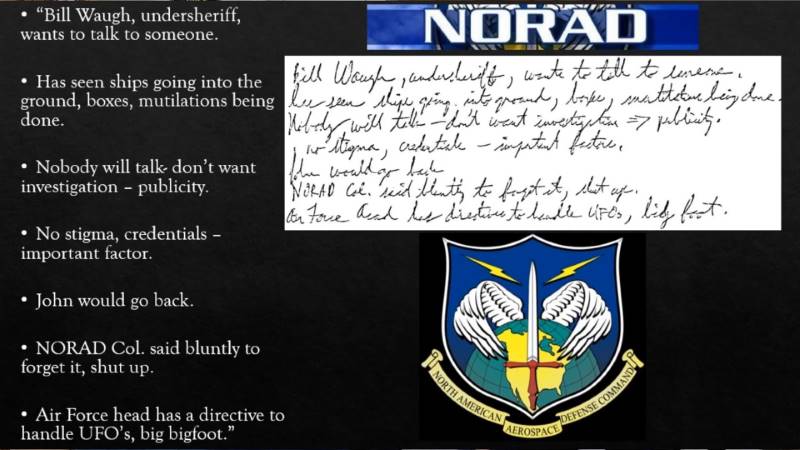 • “Bill Waugh, undersheriff,
wants to talk to someone.
• Has seen ships going into the
ground, boxes, mutilations being
done.
• Nobody will talk- don’t want
investigation – publicity.
• No stigma, credentials –
important factor.
• John would go back.
• NORAD Col. said bluntly to
forget it, shut up.
• Air Force head has a directive to
handle UFO’s, big bigfoot.”
NORAD
Bill Waugh, undersheriff, wants to talk to someone.
has seen ships going into ground, boxes, mutilations being done.
Nobody will talk – don't want investigation => publicity.
, no stigma, credentials – important factors.
John would go back
NORAD Col. said bluntly to forget it, shut up.
Air Force head has directive to handle UFOs, big foot.
NORTH AMERICAN
AEROSPACE
DEFENSE COMMAND